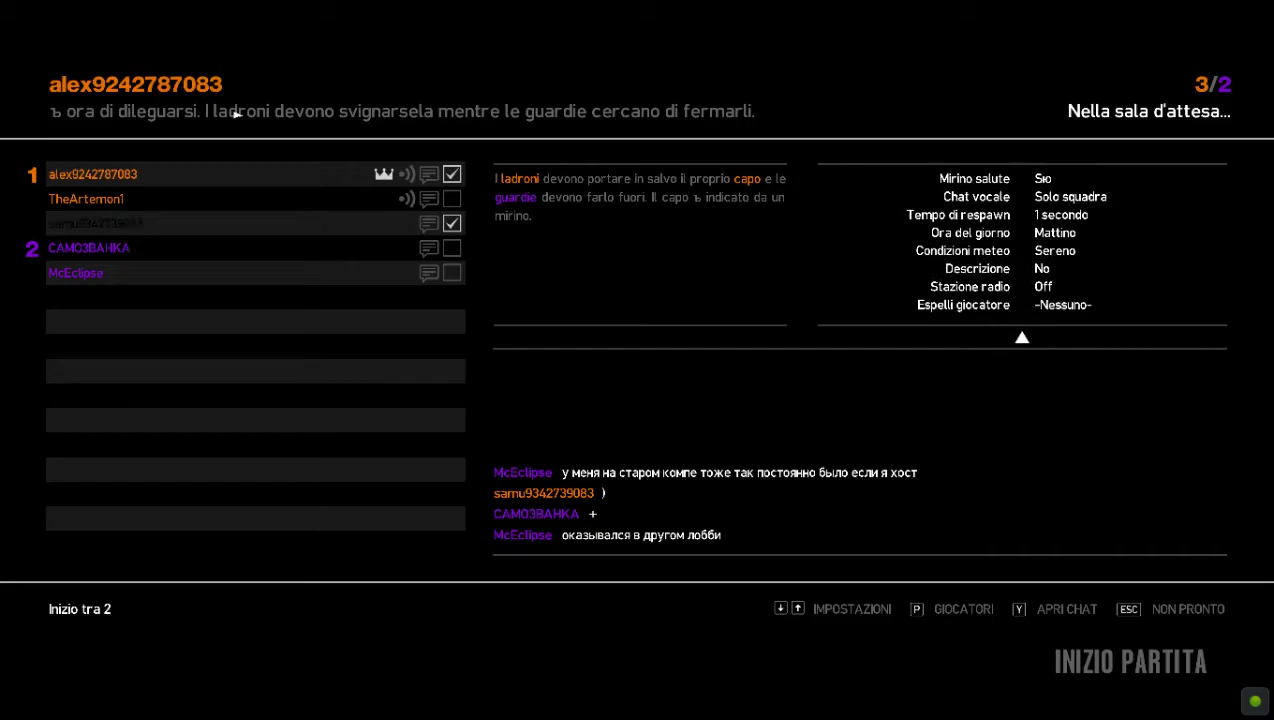 alex9242787083
3/2
ъ ora di dileguarsi. I ladroni devono svignarsela mentre le guardie cercano di fermarli.
Nella sala d'attesa...
1 alex9242787083
TheArtemon1
2 САМОЗВАНКА
McEclipse
I ladroni devono portare in salvo il proprio capo e le
guardie devono farlo fuori. Il capo ъ indicato da un
mirino.
Mirino salute Sю
Chat vocale Solo squadra
Tempo di respawn 1 secondo
Ora del giorno Mattino
Condizioni meteo Sereno
Descrizione No
Stazione radio Off
Espelli giocatore -Nessuno-
McEclipse у меня на старом компе тоже так постоянно было если я хост
samu9342739083 )
САМОЗВАНКА +
McEclipse оказывался в другом лобби
Inizio tra 2
IMPOSTAZIONI P GIOCATORI Y APRI CHAT ESC NON PRONTO
INIZIO PARTITA